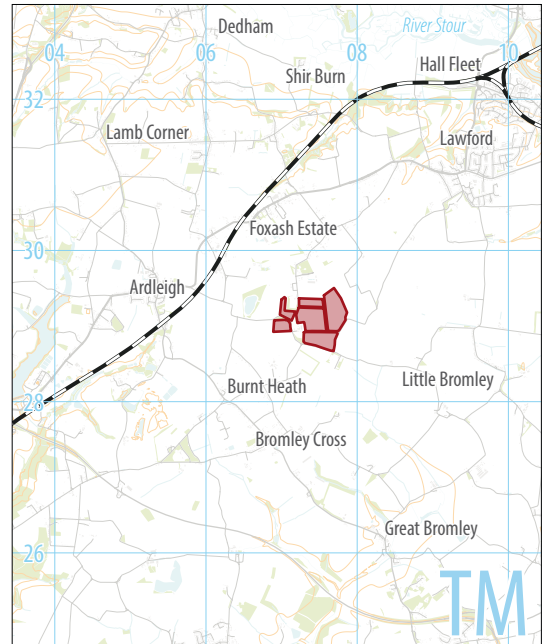 Dedham
River Stour
04
06
08
10
Hall Fleet
Shir Burn
32
Lamb Corner
Lawford
Foxash Estate
30
Ardleigh
Burnt Heath
Little Bromley
28
Bromley Cross
Great Bromley
26
TM